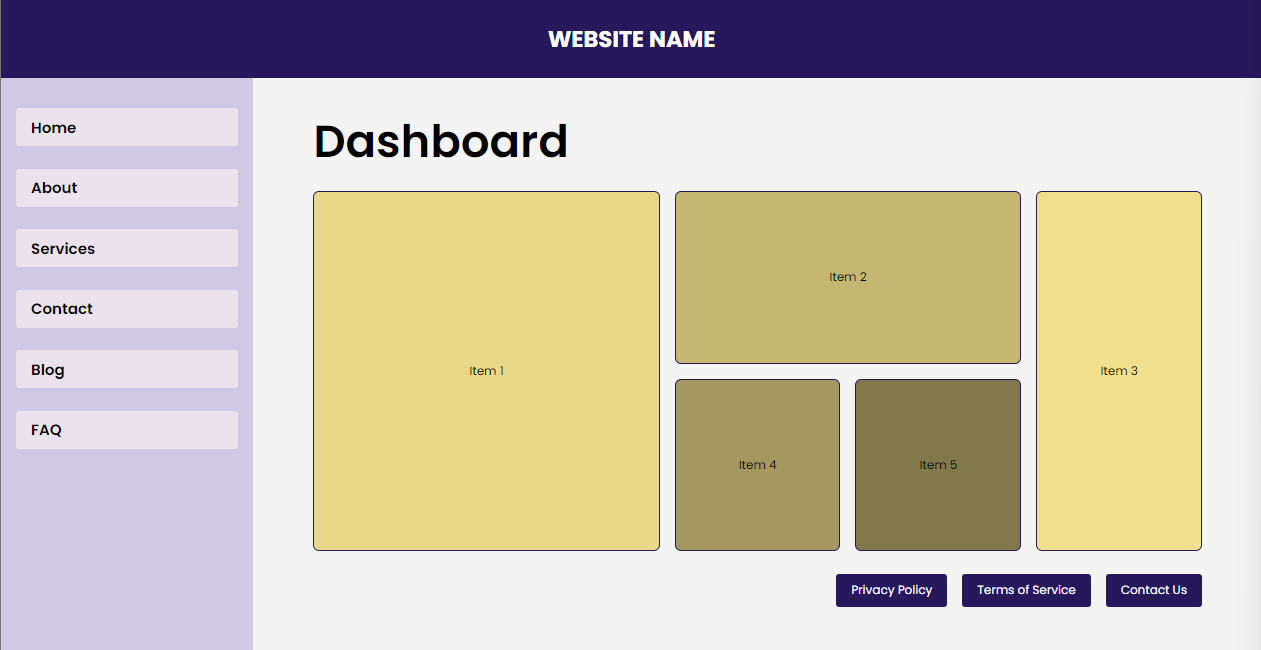 WEBSITE NAME
Home
About
Services
Contact
Blog
FAQ
Dashboard
Item 1
Item 2
Item 3
Item 4
Item 5
Privacy Policy
Terms of Service
Contact Us